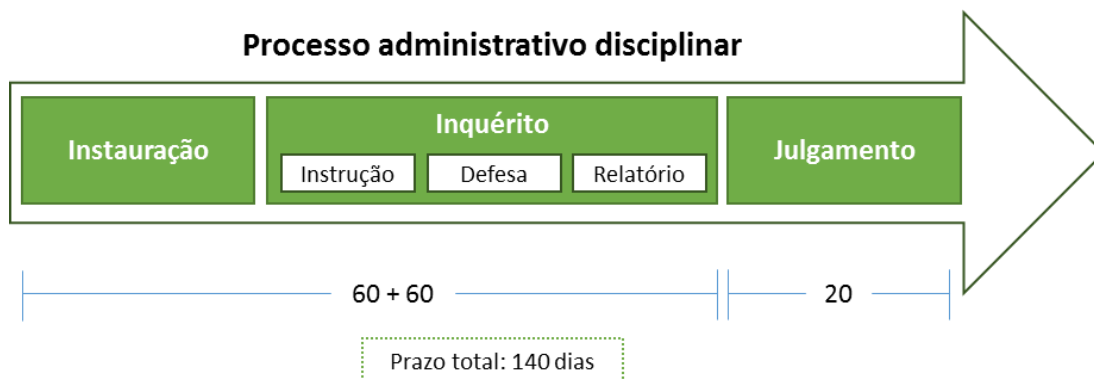 Processo administrativo disciplinar
Instauração
Inquérito
Instrução
Defesa
Relatório
Julgamento
60 + 60
20
Prazo total: 140 dias